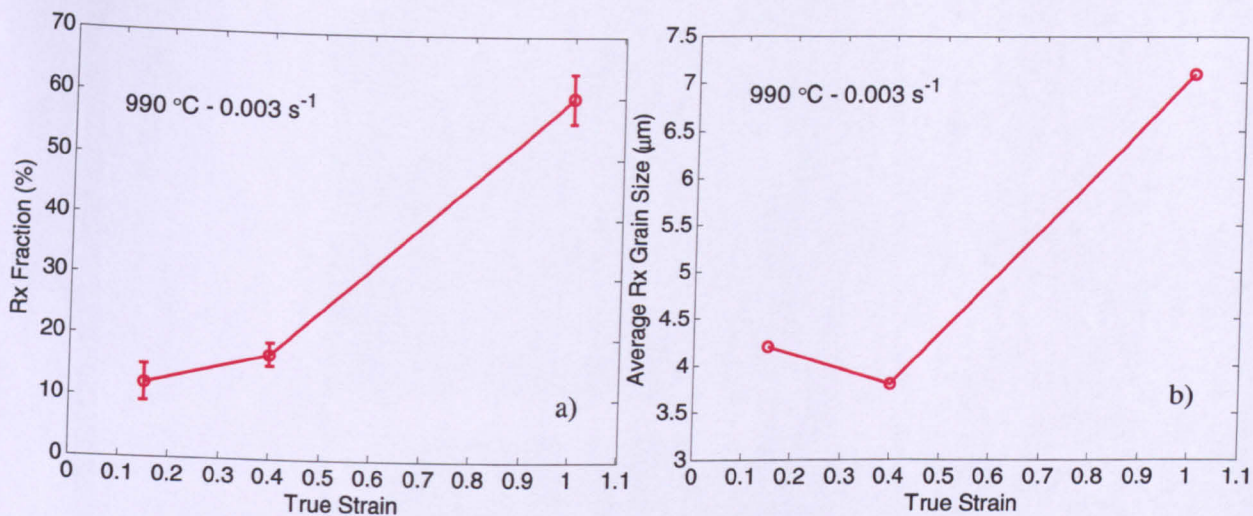 70
60
50
40
30
20
10
0
Rx Fraction (%)
990 °C - 0.003 s⁻¹
a)
0 0.1 0.2 0.3 0.4 0.5 0.6 0.7 0.8 0.9 1 1.1
True Strain
7.5
7
6.5
6
5.5
5
4.5
4
3.5
3
Average Rx Grain Size (µm)
990 °C - 0.003 s⁻¹
b)
0 0.1 0.2 0.3 0.4 0.5 0.6 0.7 0.8 0.9 1 1.1
True Strain